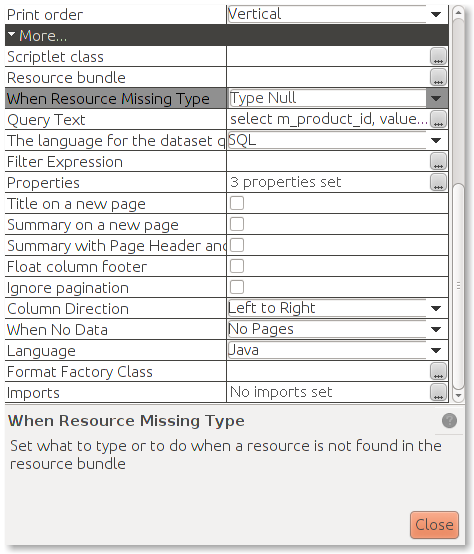 Print order Vertical
More...
Scriptlet class ...
Resource bundle ...
When Resource Missing Type Type Null
Query Text select m_product_id, value... ...
The language for the dataset q SQL
Filter Expression ...
Properties 3 properties set ...
Title on a new page
Summary on a new page
Summary with Page Header and
Float column footer
Ignore pagination
Column Direction Left to Right
When No Data No Pages
Language Java
Format Factory Class ...
Imports No imports set ...
When Resource Missing Type ?
Set what to type or to do when a resource is not found in the
resource bundle
Close